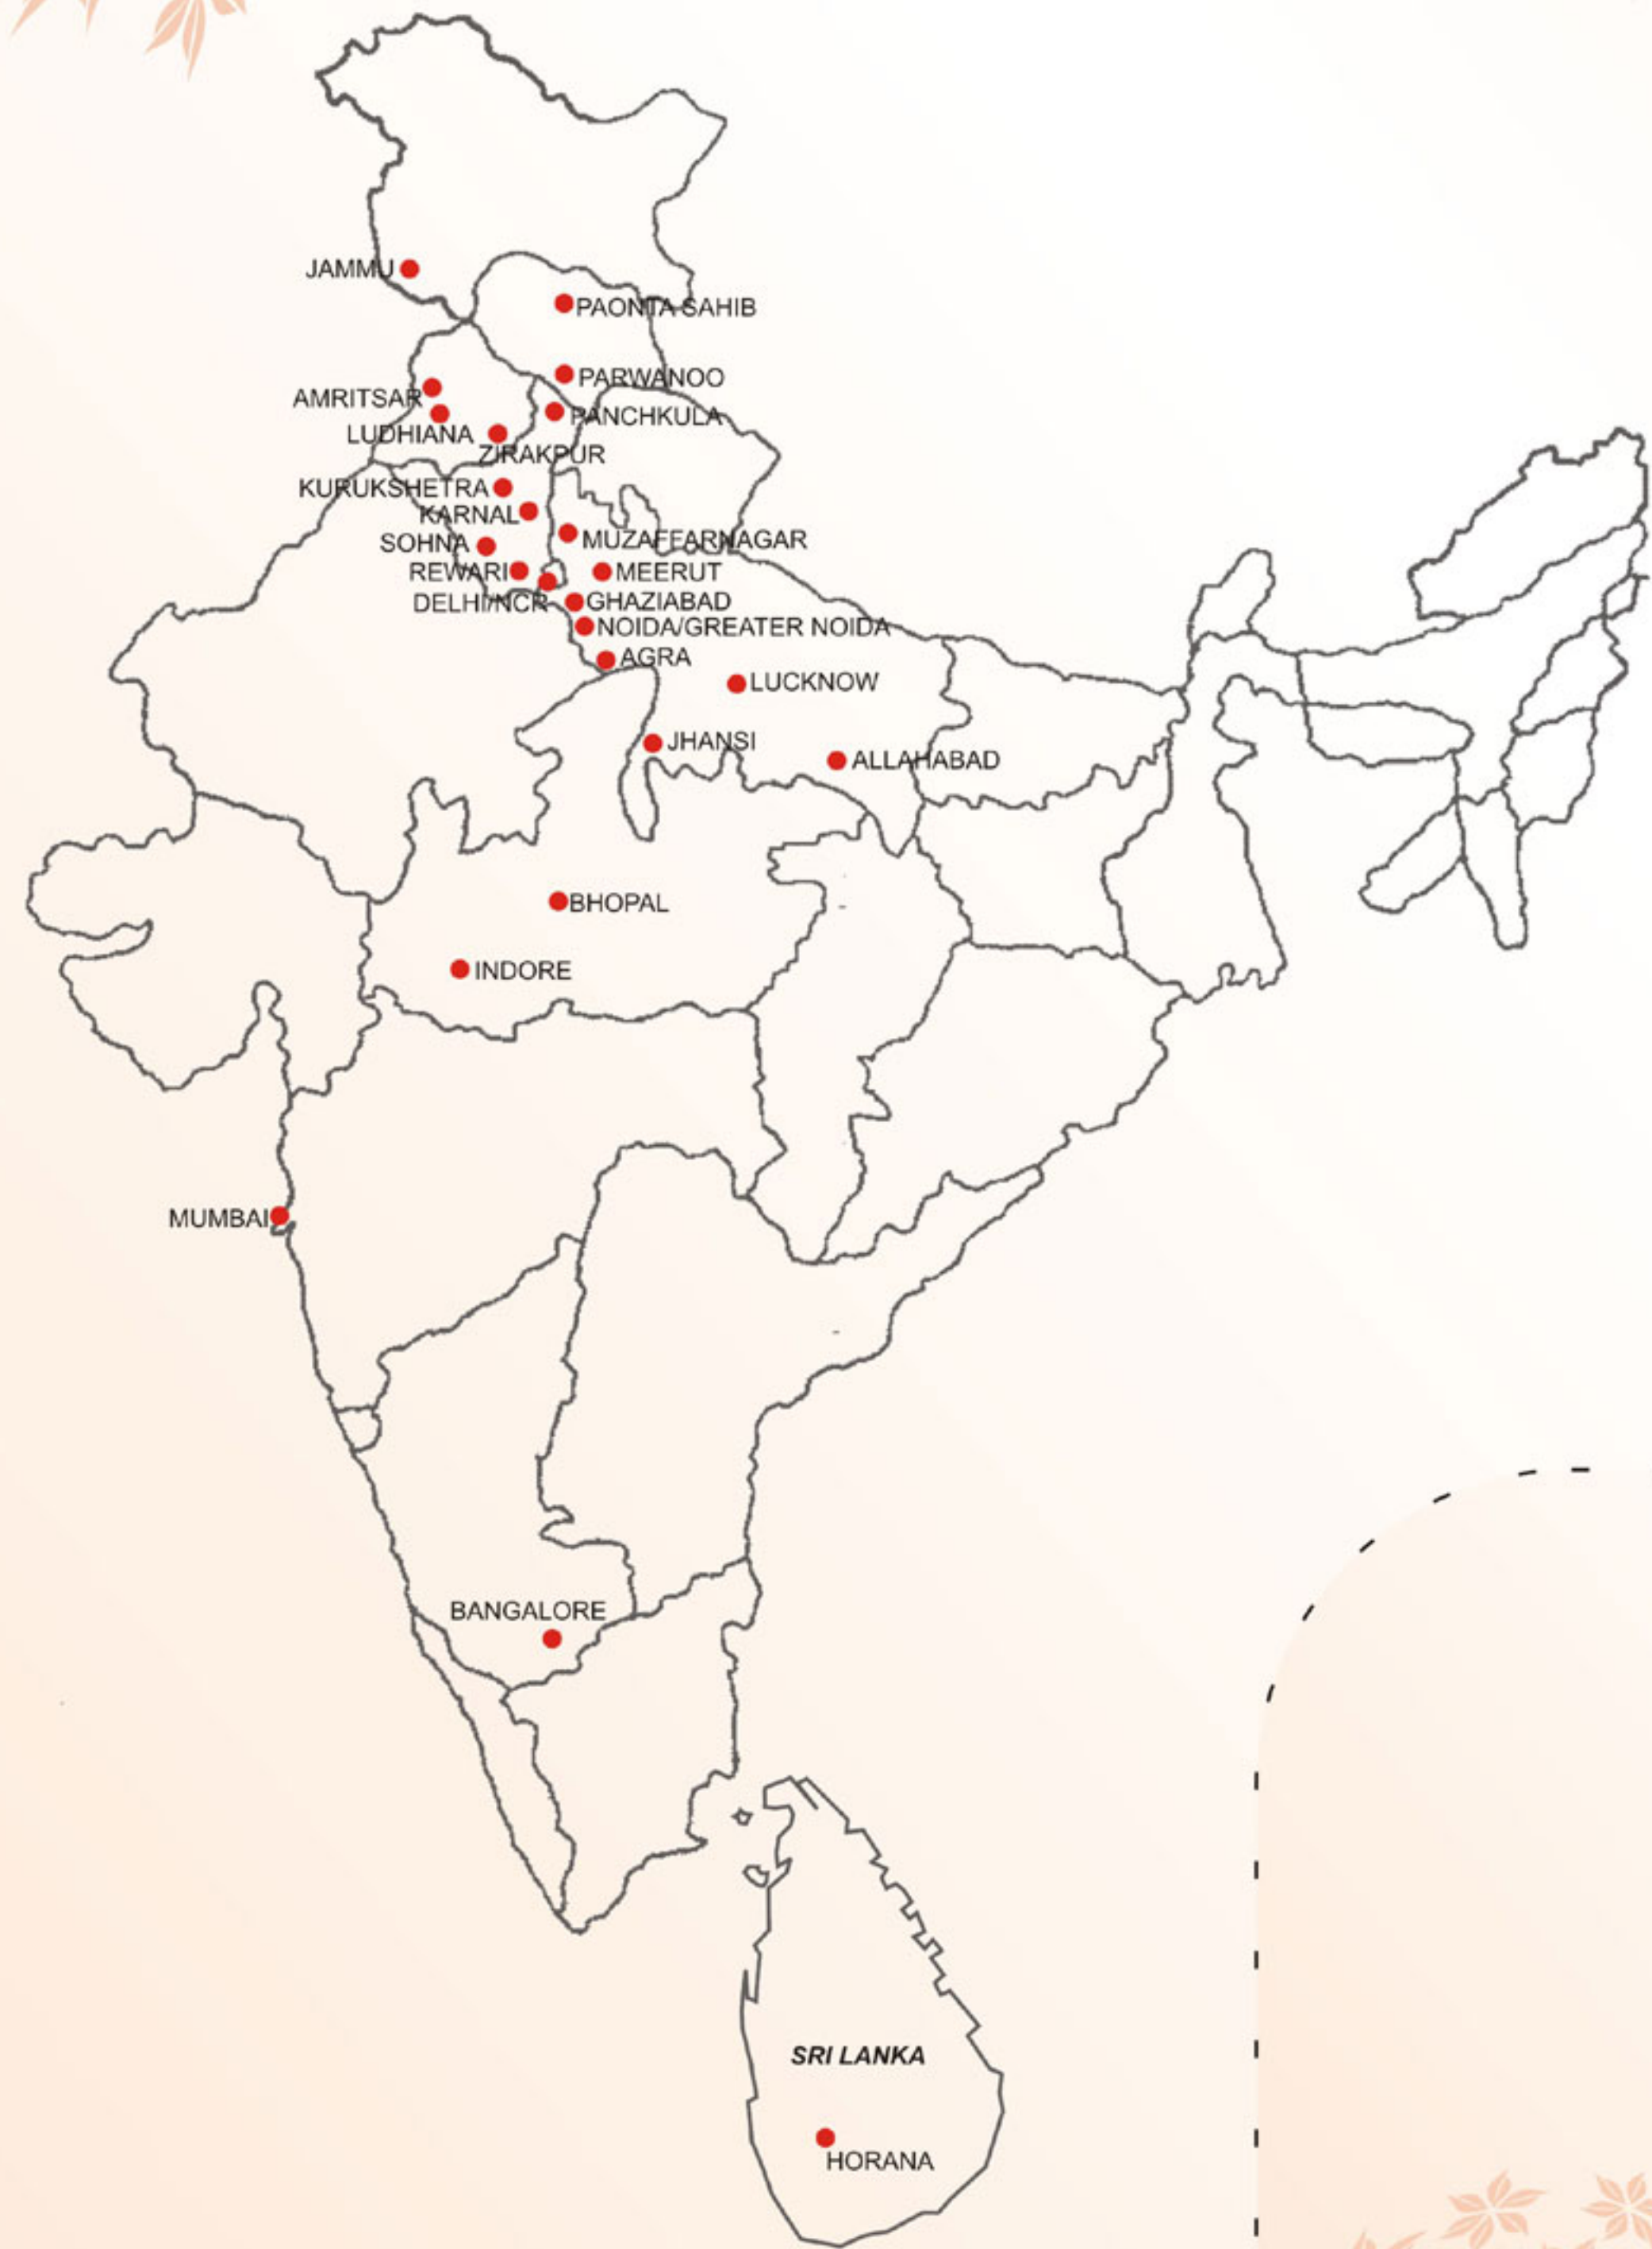 JAMMU
PAONTA SAHIB
PARWANOO
AMRITSAR
PANCHKULA
LUDHIANA
ZIRAKPUR
KURUKSHETRA
KARNAL
SOHNA
MUZAFFARNAGAR
REWARI
MEERUT
DELHI/NCR
GHAZIABAD
NOIDA/GREATER NOIDA
AGRA
LUCKNOW
JHANSI
ALLAHABAD
BHOPAL
INDORE
MUMBAI
BANGALORE
SRI LANKA
HORANA